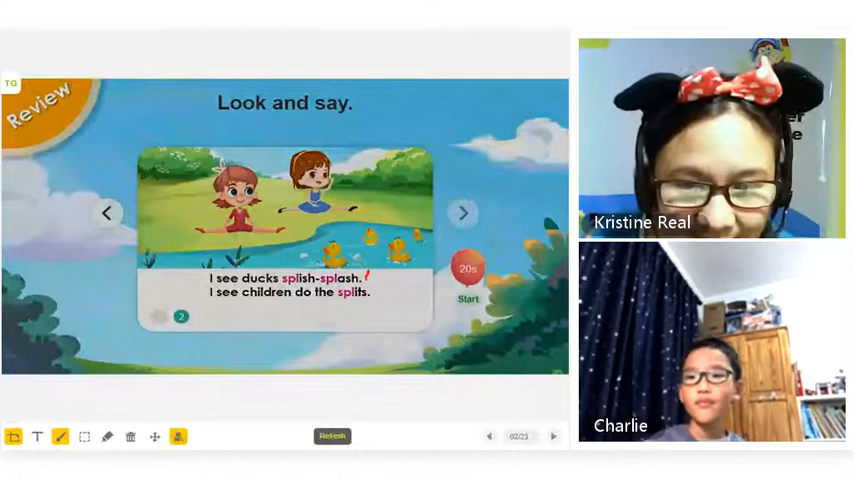 TG
Review
Look and say.
I see ducks splish-splash.
I see children do the splits.
2
20s
Start
T
Refresh
02/23
Kristine Real
Charlie